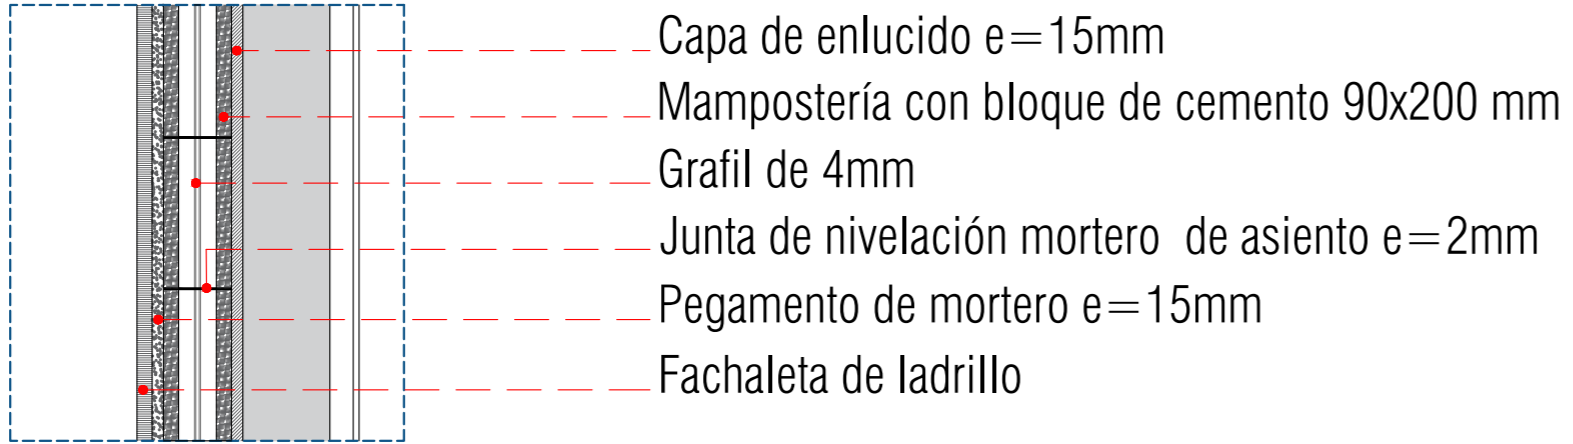 Capa de enlucido e=15mm
Mampostería con bloque de cemento 90x200 mm
Grafil de 4mm
Junta de nivelación mortero  de asiento e=2mm
Pegamento de mortero e=15mm
Fachaleta de ladrillo